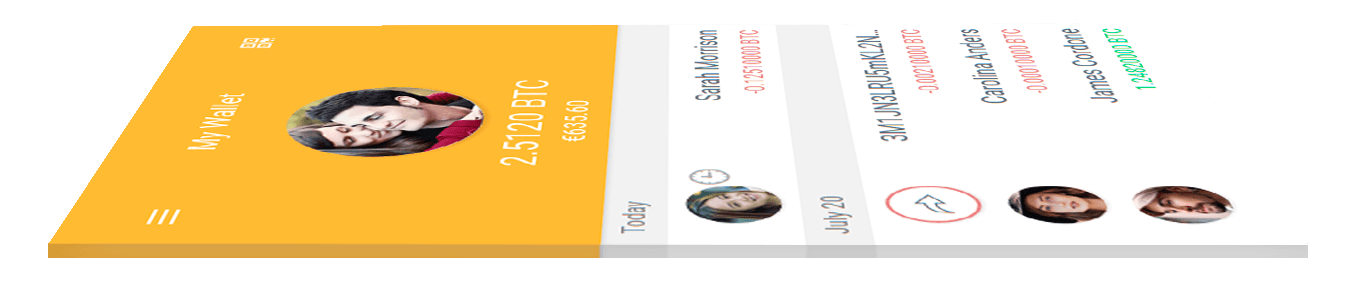 My Wallet
2.5120 BTC
€635.60
Today
Sarah Morrison
-0.12510000 BTC
July 20
3M1JN3LRU5mKL2N...
-0.00210000 BTC
Carolina Anders
-0.00010000 BTC
James Cordone
1.24820000 BTC